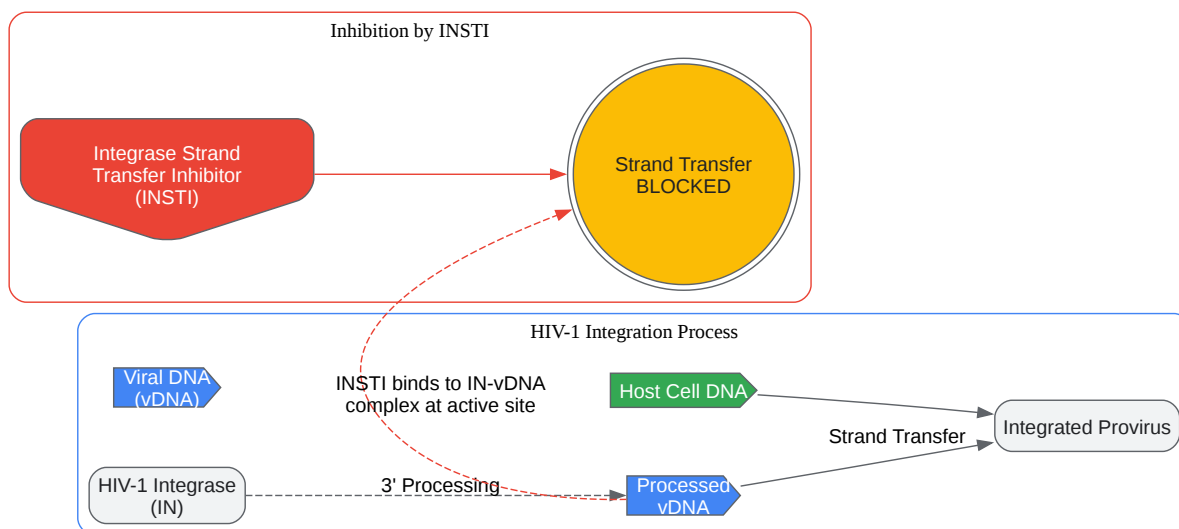 Inhibition by INSTI
Integrase Strand
Transfer Inhibitor
(INSTI)
Strand Transfer
BLOCKED
HIV-1 Integration Process
Viral DNA
(vDNA)
INSTI binds to IN-vDNA
complex at active site
Host Cell DNA
Integrated Provirus
Strand Transfer
HIV-1 Integrase
(IN)
3' Processing
Processed
vDNA